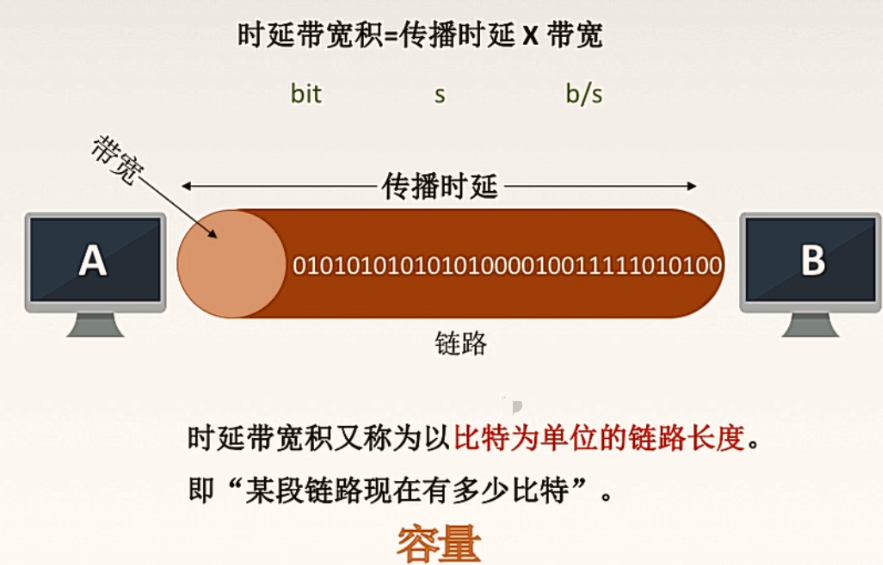 时延带宽积=传播时延 X 带宽
bit s b/s
带宽
传播时延
A
010101010101010000100111110101​00
B
链路
时延带宽积又称为以比特为单位的链路长度。
即“某段链路现在有多少比特”。
容量